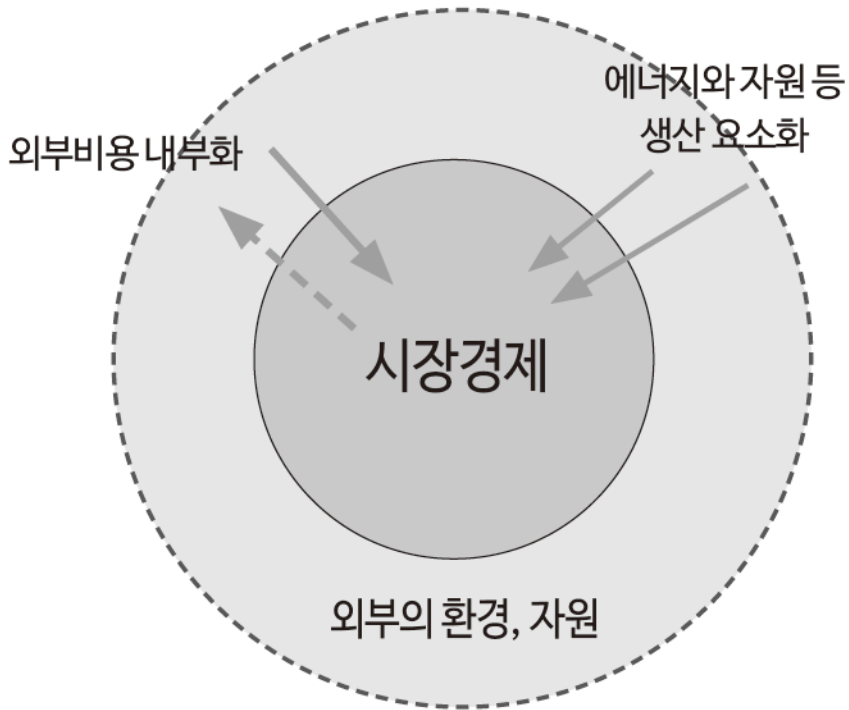 에너지와 자원 등
생산 요소화
외부비용 내부화
시장경제
외부의 환경, 자원